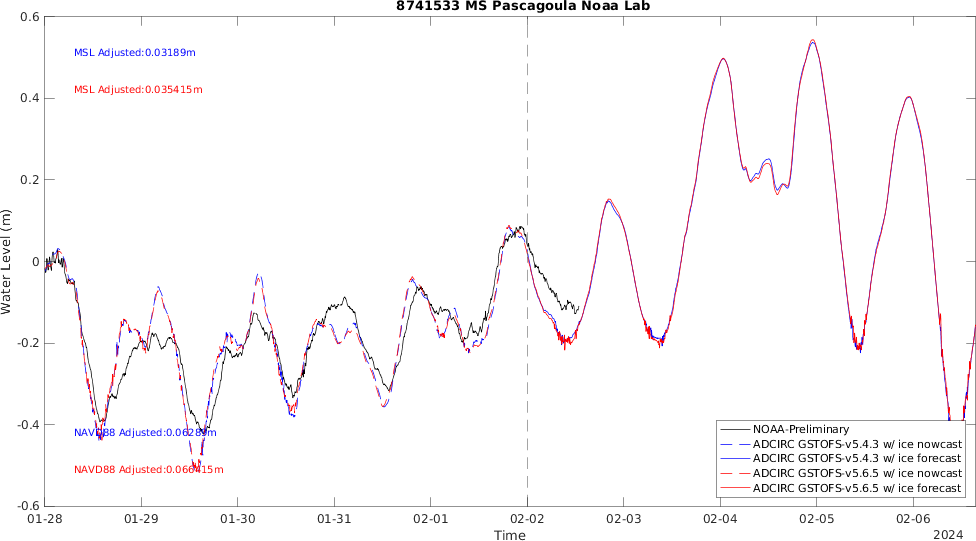 8741533 MS Pascagoula Noaa Lab
0.6
MSL Adjusted:0.03189m
MSL Adjusted:0.035415m
0.4
0.2
Water Level (m)
0
-0.2
-0.4
NAVD88 Adjusted:0.06289m
NAVD88 Adjusted:0.066415m
-0.6
NOAA-Preliminary
ADCIRC GSTOFS-v5.4.3 w/ ice nowcast
ADCIRC GSTOFS-v5.4.3 w/ ice forecast
ADCIRC GSTOFS-v5.6.5 w/ ice nowcast
ADCIRC GSTOFS-v5.6.5 w/ ice forecast
01-28 01-29 01-30 01-31 02-01 02-02 02-03 02-04 02-05 02-06
Time
2024